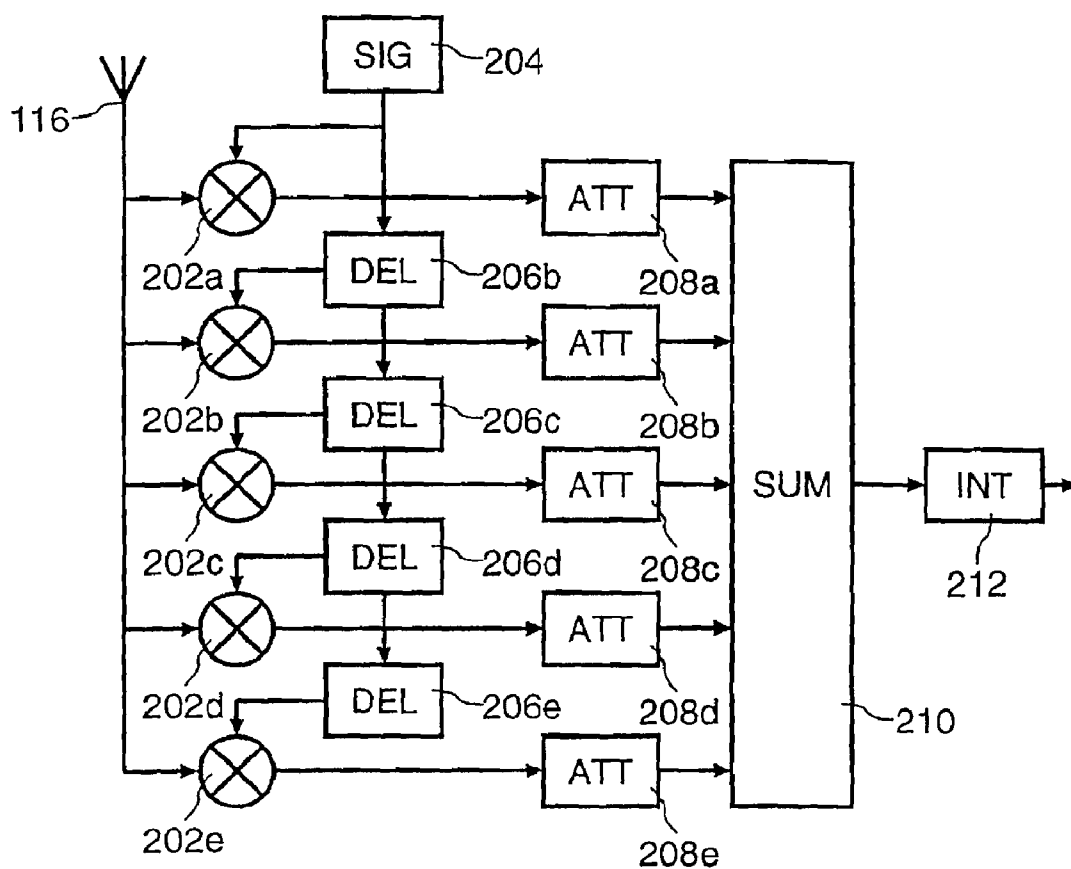 SIG
204
116
ATT
202a
DEL
206b
208a
ATT
202b
DEL
206c
208b
ATT
SUM
INT
202c
DEL
206d
208c
212
ATT
202d
DEL
206e
208d
210
ATT
202e
208e